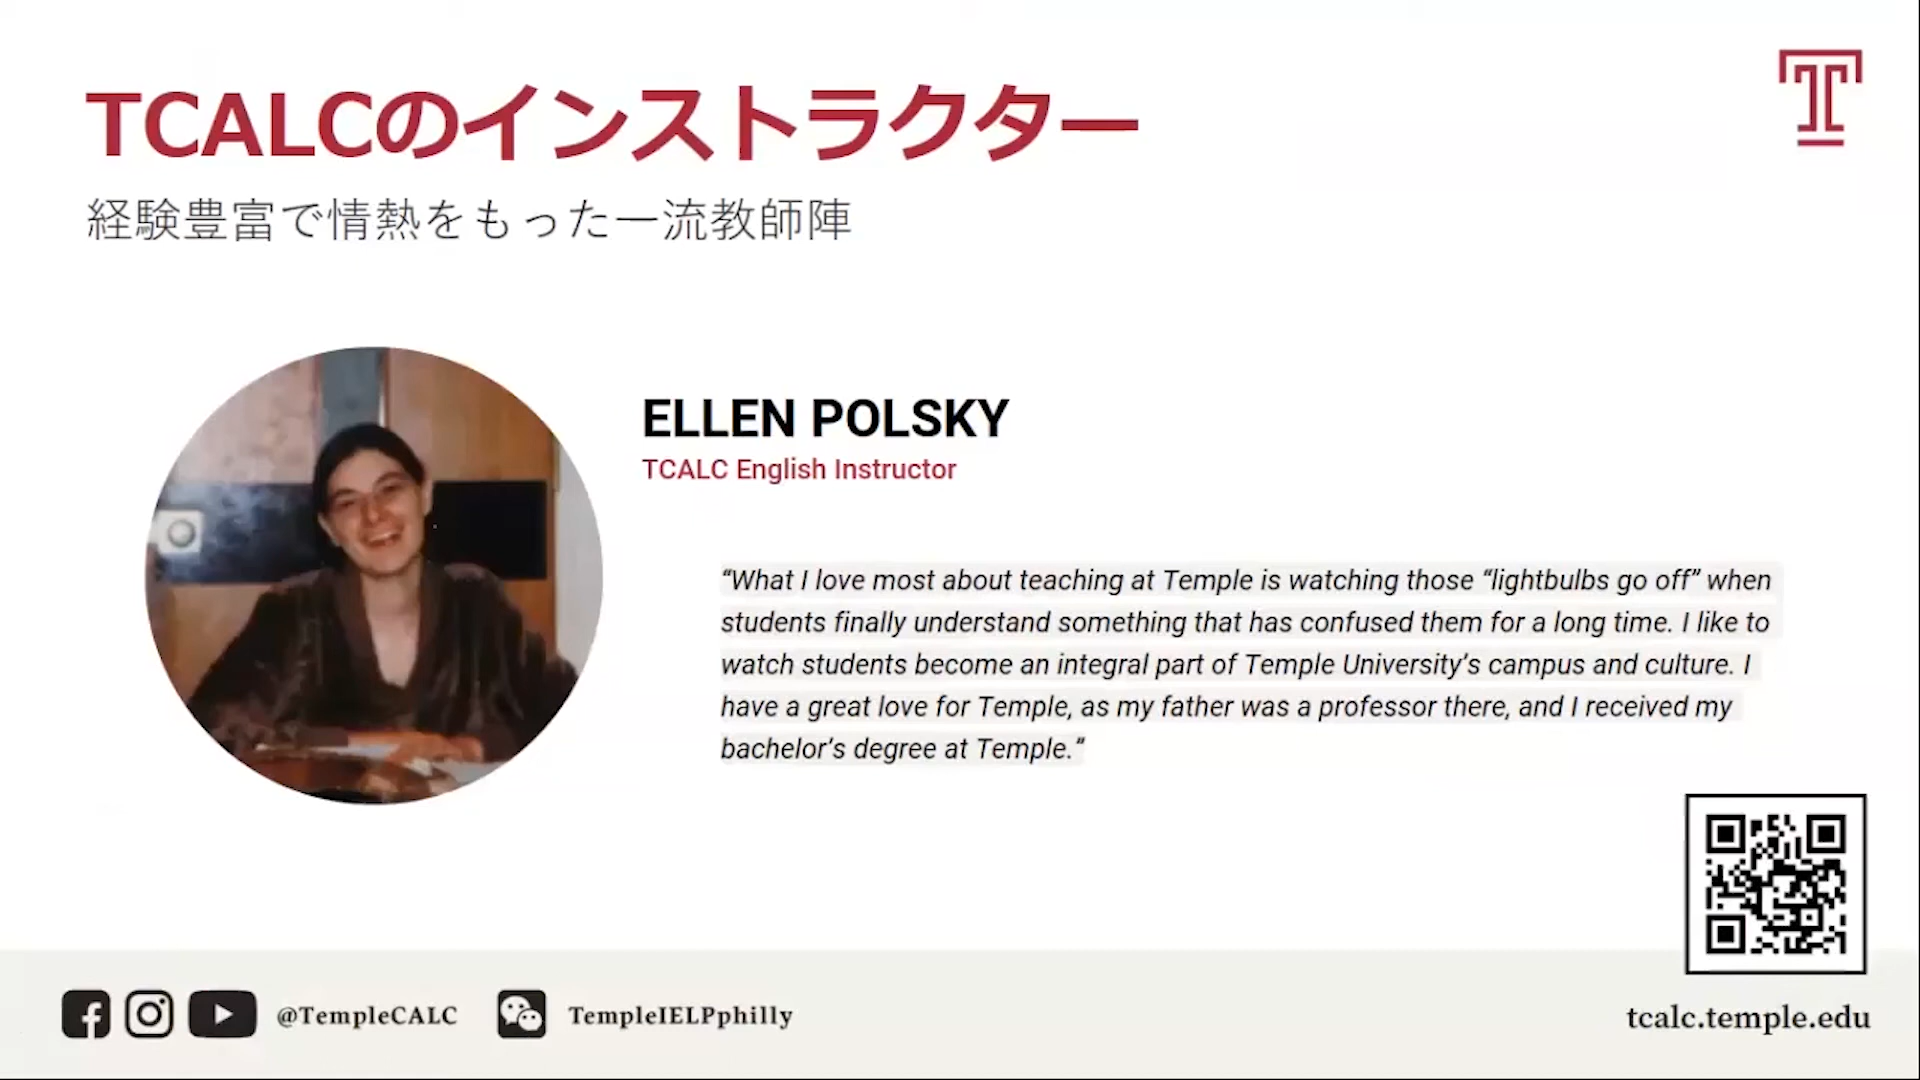 TCALCのインストラクター
経験豊富で情熱をもった一流教師陣
ELLEN POLSKY
TCALC English Instructor
“What I love most about teaching at Temple is watching those “lightbulbs go off” when
students finally understand something that has confused them for a long time. I like to
watch students become an integral part of Temple University’s campus and culture. I
have a great love for Temple, as my father was a professor there, and I received my
bachelor’s degree at Temple.”
@TempleCALC
TempleIELPphilly
tcalc.temple.edu